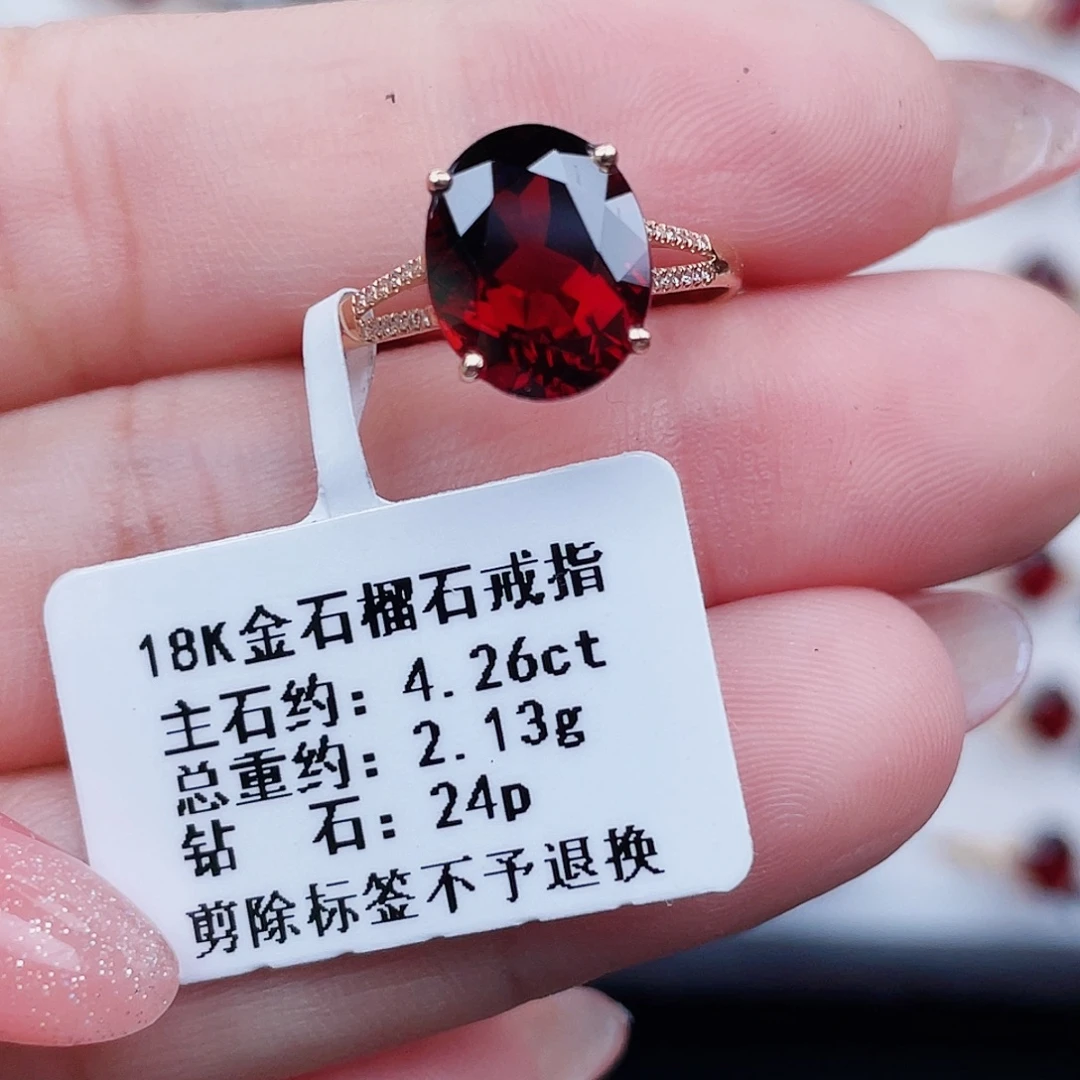 18K金石榴石戒指
主石约: 4.26ct
总重约: 2.13g
钻 石: 24p
剪除标签不予退换